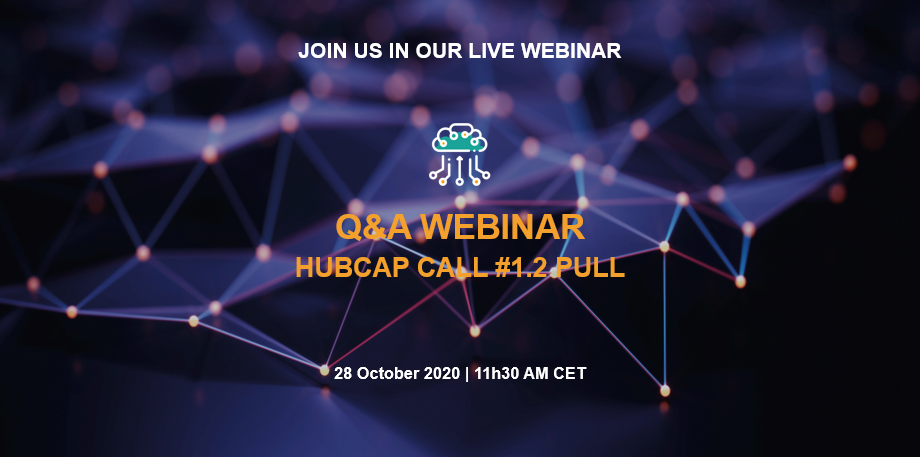 JOIN US IN OUR LIVE WEBINAR
Q&A WEBINAR
HUBCAP CALL #1.2 PULL
28 October 2020 | 11h30 AM CET